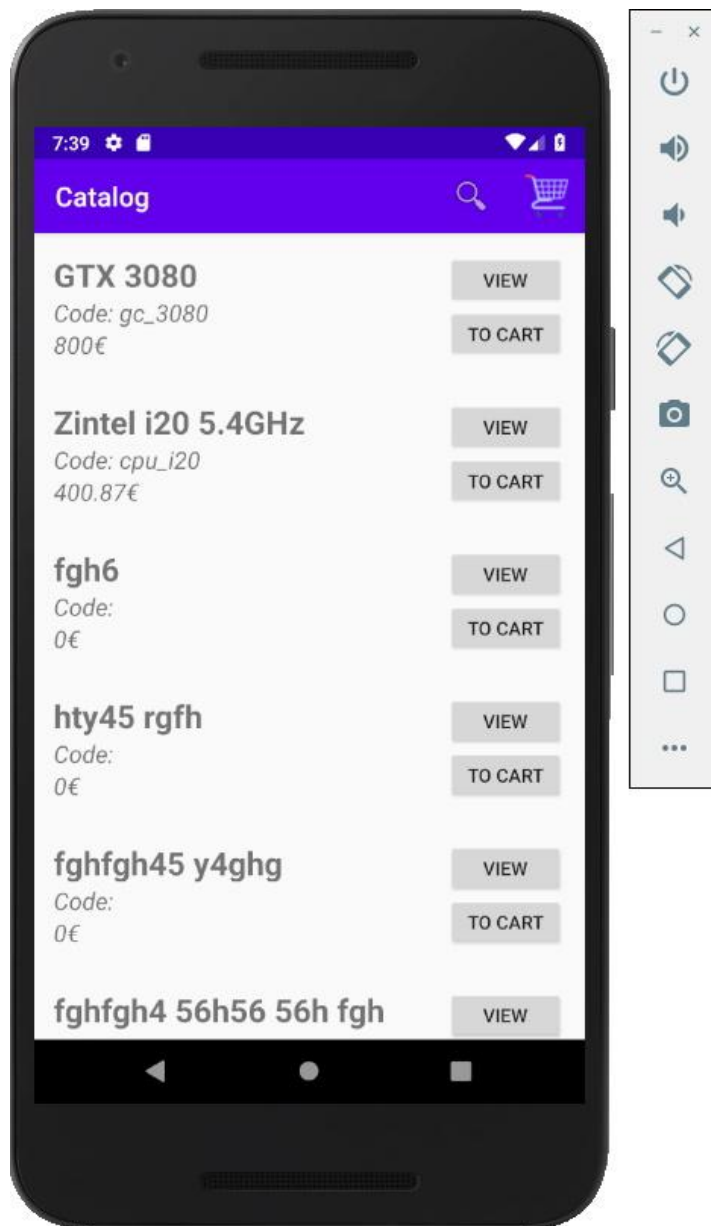 7:39
Catalog
GTX 3080
VIEW
Code: gc_3080
TO CART
800€
Zintel i20 5.4GHz
VIEW
Code: cpu_i20
TO CART
400.87€
fgh6
VIEW
Code:
TO CART
0€
hty45 rgfh
VIEW
Code:
TO CART
0€
fghfgh45 y4ghg
VIEW
Code:
TO CART
0€
fghfgh4 56h56 56h fgh
VIEW